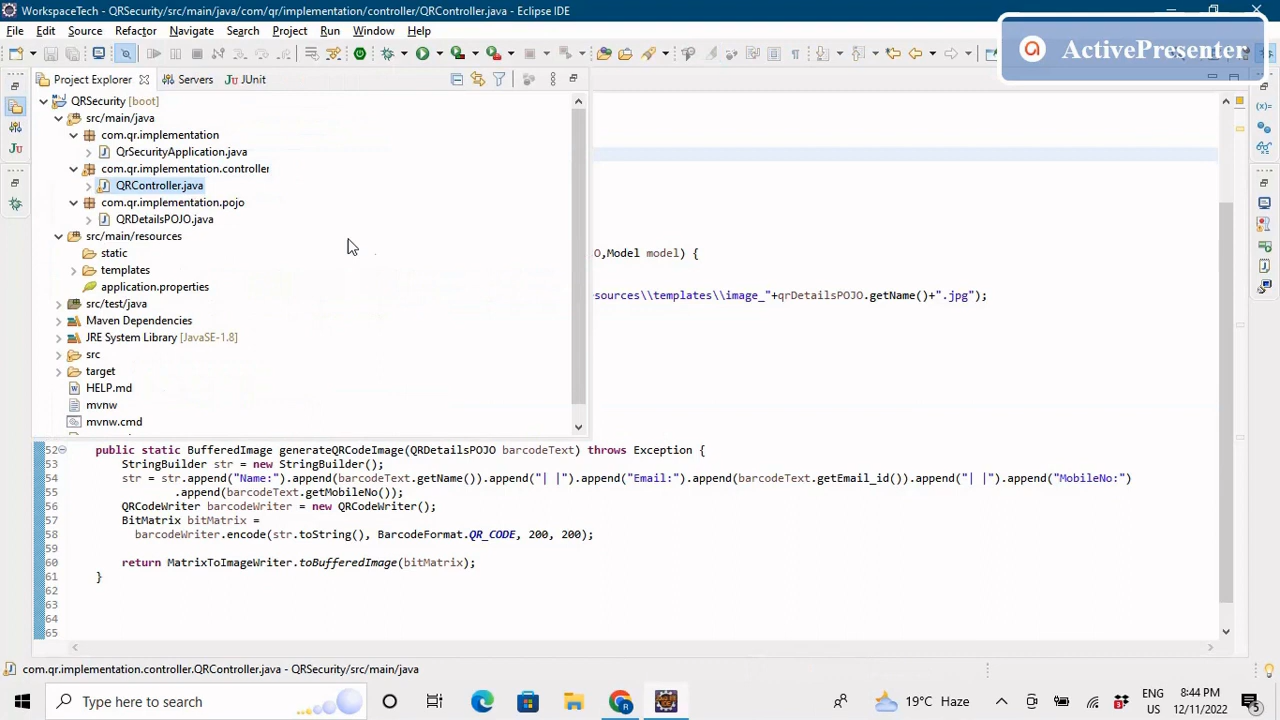 WorkspaceTech - QRSecurity/src/main/java/com/qr/implementation/controller/QRController.java - Eclipse IDE
File Edit Source Refactor Navigate Search Project Run Window Help
ActivePresenter
Project Explorer Servers JUnit
QRSecurity [boot]
src/main/java
com.qr.implementation
QrSecurityApplication.java
com.qr.implementation.controller
QRController.java
com.qr.implementation.pojo
QRDetailsPOJO.java
src/main/resources
static
O,Model model) {
templates
application.properties
sources\\templates\\image_"+qrDetailsPOJO.getName()+".jpg");
src/test/java
Maven Dependencies
JRE System Library [JavaSE-1.8]
src
target
HELP.md
mvnw
mvnw.cmd
52 public static BufferedImage generateQRCodeImage(QRDetailsPOJO barcodeText) throws Exception {
53 StringBuilder str = new StringBuilder();
54 str = str.append("Name:").append(barcodeText.getName()).append("| |").append("Email:").append(barcodeText.getEmail_id()).append("| |").append("MobileNo:")
55 .append(barcodeText.getMobileNo());
56 QRCodeWriter barcodeWriter = new QRCodeWriter();
57 BitMatrix bitMatrix =
58 barcodeWriter.encode(str.toString(), BarcodeFormat.QR_CODE, 200, 200);
59
60 return MatrixToImageWriter.toBufferedImage(bitMatrix);
61 }
62
63
64
65
com.qr.implementation.controller.QRController.java - QRSecurity/src/main/java
Type here to search
19°C Haze
ENG
US
8:44 PM
12/11/2022
5